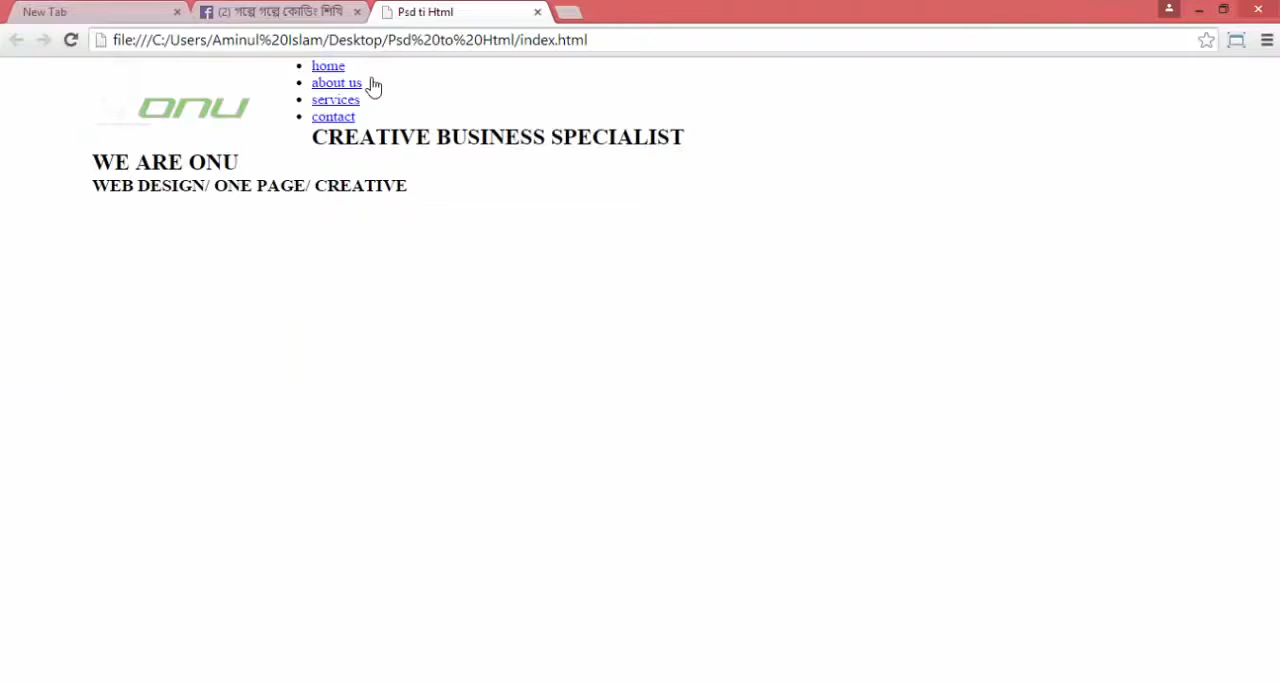 New Tab
(2) গল্পে গল্পে কোডিং শিখি
Psd ti Html
file:///C:/Users/Aminul%20Islam/Desktop/Psd%20to%20Html/index.html
onu
home
about us
services
contact
CREATIVE BUSINESS SPECIALIST
WE ARE ONU
WEB DESIGN/ ONE PAGE/ CREATIVE